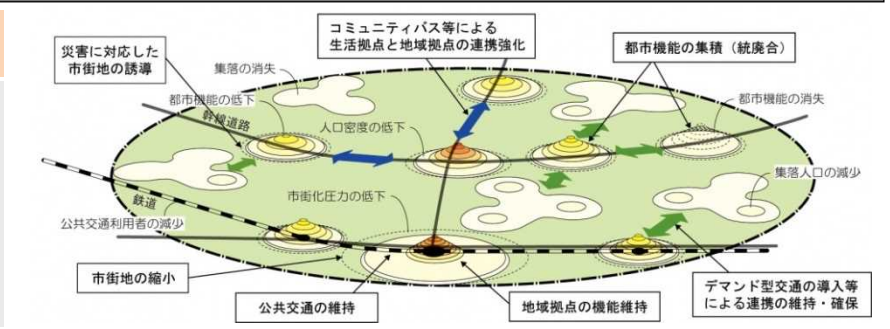 コミュニティバス等による
生活拠点と地域拠点の連携強化
災害に対応した
市街地の誘導
都市機能の集積（統廃合）
集落の消失
都市機能の低下
都市機能の消失
幹線道路
人口密度の低下
集落人口の減少
市街化圧力の低下
鉄道
公共交通利用者の減少
市街地の縮小
公共交通の維持
地域拠点の機能維持
デマンド型交通の導入等
による連携の維持・確保